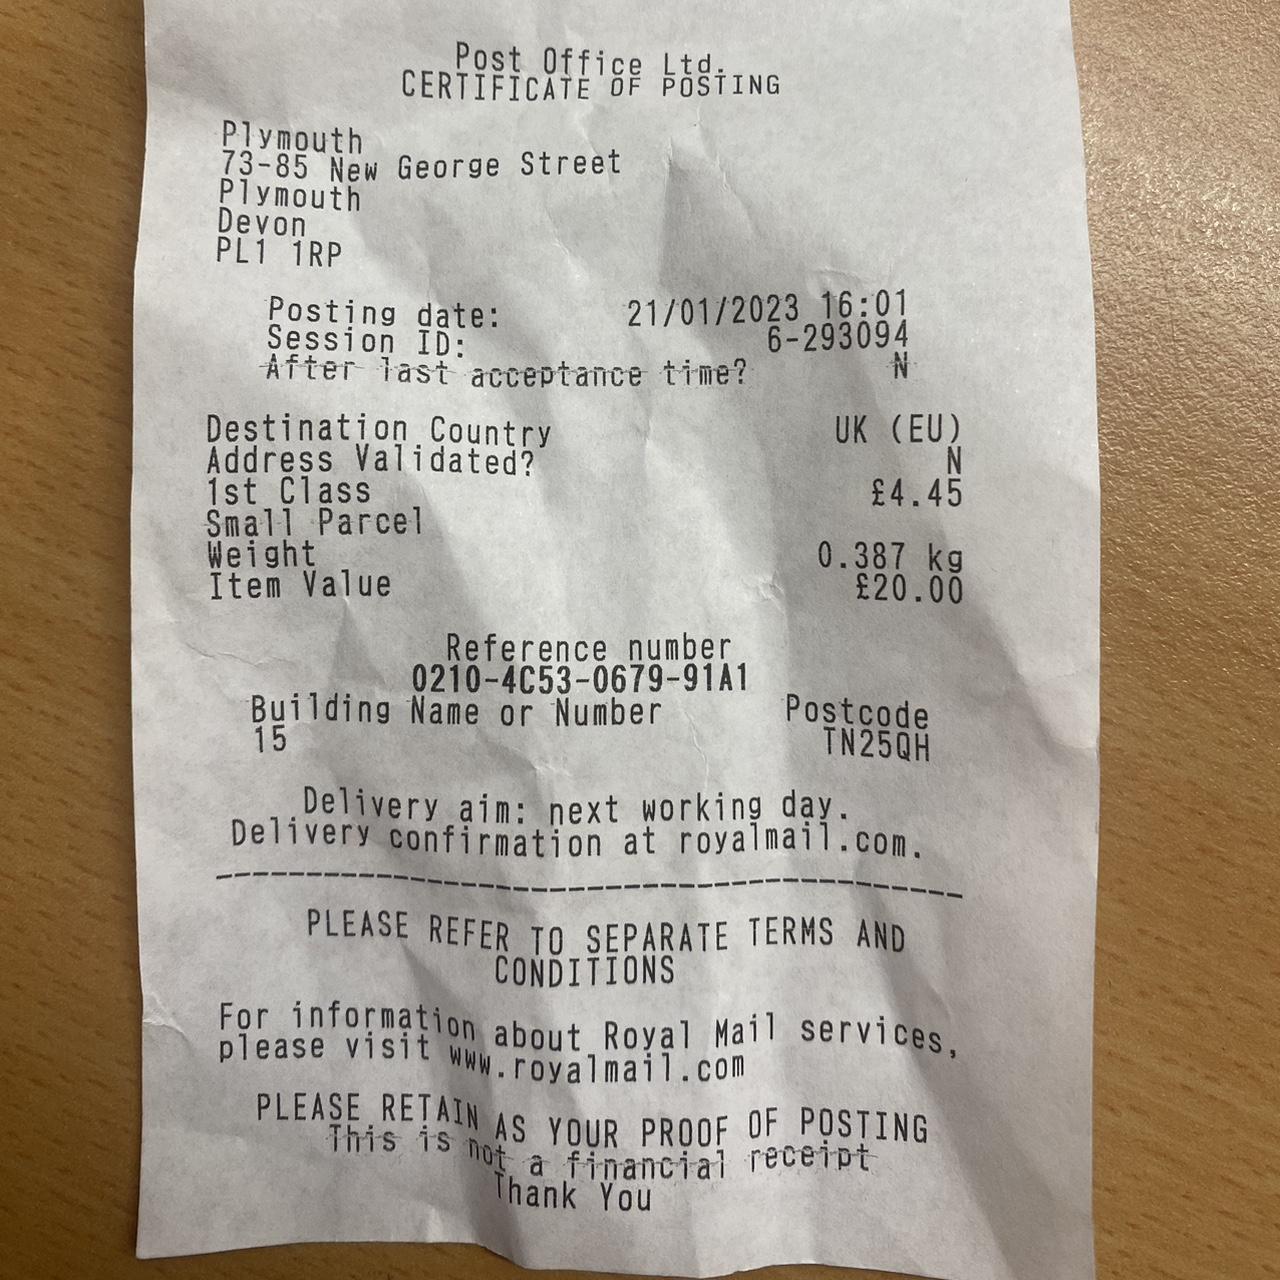 Post Office Ltd.
CERTIFICATE OF POSTING
Plymouth
73-85 New George Street
Plymouth
Devon
PL1 1RP
Posting date: 21/01/2023 16:01
Session ID: 6-293094
After last acceptance time? N
Destination Country UK (EU)
Address Validated? N
1st Class £4.45
Small Parcel
Weight 0.387 kg
Item Value £20.00
Reference number
0210-4C53-0679-91A1
Building Name or Number Postcode
15 TN25QH
Delivery aim: next working day.
Delivery confirmation at royalmail.com.
PLEASE REFER TO SEPARATE TERMS AND
CONDITIONS
For information about Royal Mail services,
please visit www.royalmail.com
PLEASE RETAIN AS YOUR PROOF OF POSTING
This is not a financial receipt
Thank You